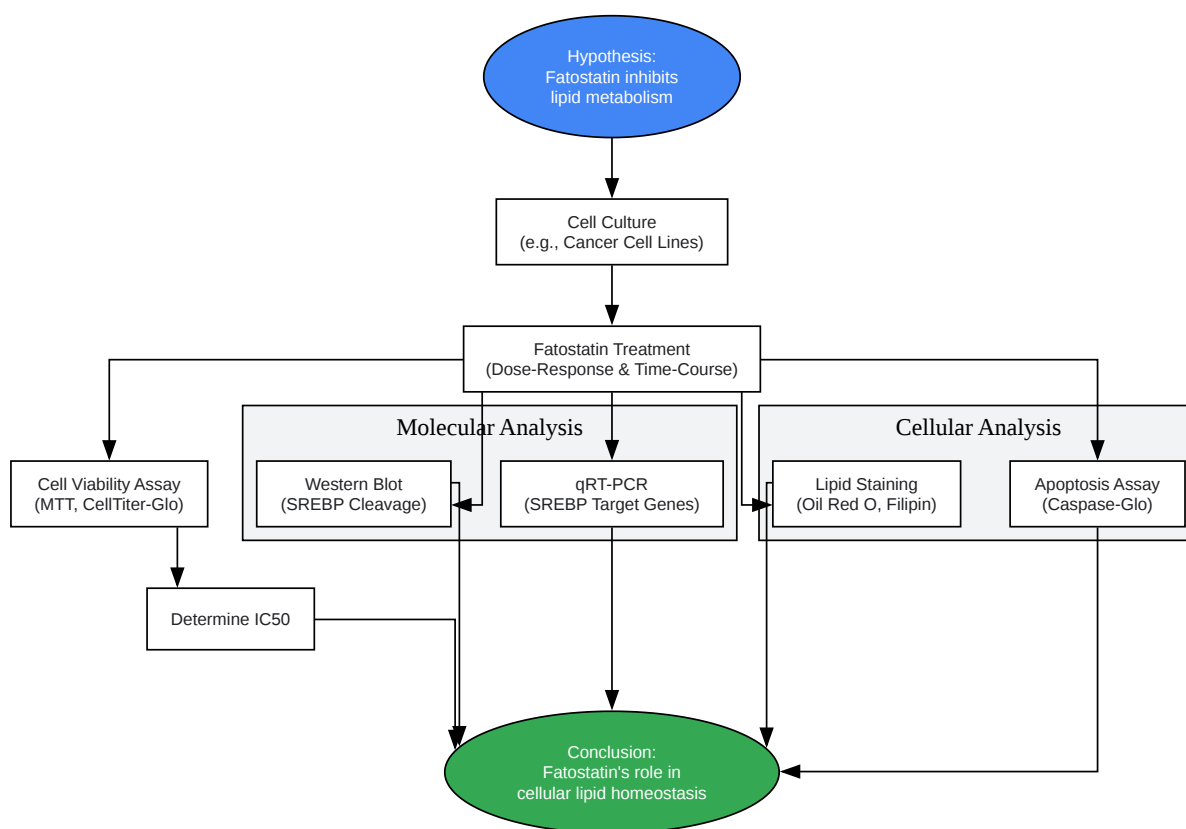 Hypothesis:
Fatostatin inhibits
lipid metabolism
Cell Culture
(e.g., Cancer Cell Lines)
Fatostatin Treatment
(Dose-Response & Time-Course)
Molecular Analysis
Cellular Analysis
Cell Viability Assay
(MTT, CellTiter-Glo)
Western Blot
(SREBP Cleavage)
qRT-PCR
(SREBP Target Genes)
Lipid Staining
(Oil Red O, Filipin)
Apoptosis Assay
(Caspase-Glo)
Determine IC50
Conclusion:
Fatostatin's role in
cellular lipid homeostasis